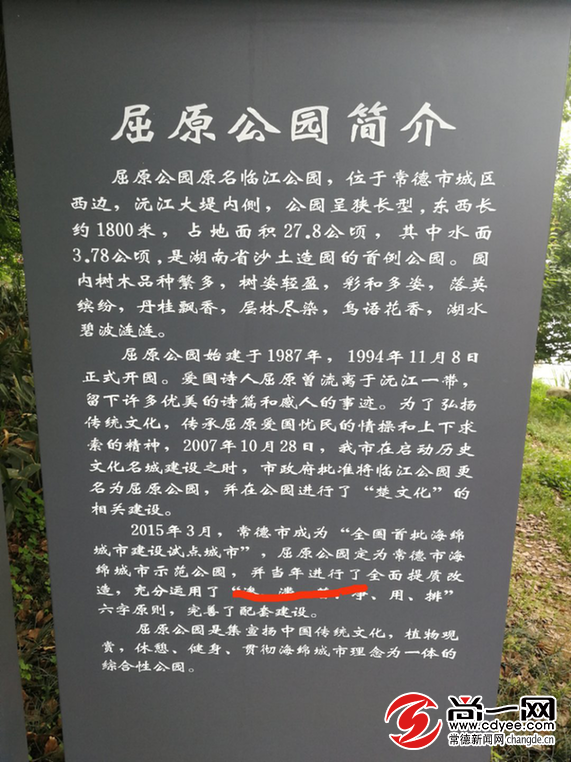 屈原公园简介
屈原公园原名临江公园，位于常德市城区
西边，沅江大堤内侧，公园呈狭长型，东西长
约1800米，占地面积27.8公顷，其中水面
3.78公顷，是湖南省沙土造园的首例公园。园
内树木品种繁多，树姿轻盈，彩和多姿，落英
缤纷，丹桂飘香，层林尽染，鸟语花香，湖水
碧波涟涟。
屈原公园始建于1987年，1994年11月8日
正式开园。爱国诗人屈原曾流离于沅江一带，
留下许多优美的诗篇和感人的事迹。为了弘扬
传统文化，传承屈原爱国忧民的情操和上下求
索的精神，2007年10月28日，我市在启动历史
文化名城建设之时，市政府批准将临江公园更
名为屈原公园，并在公园进行了“楚文化”的
相关建设。
2015年3月，常德市成为“全国首批海绵
城市建设试点城市”，屈原公园定为常德市海
绵城市示范公园，并当年进行了全面提质改
造，充分运用了“、用、排”
六字原则，完善了配套建设。
屈原公园是集宣扬中国传统文化，植物观
赏，休憩、健身、贯彻海绵城市理念为一体的
综合性公园。
尚一网
www.cdyee.com
常德新闻网changde.cn